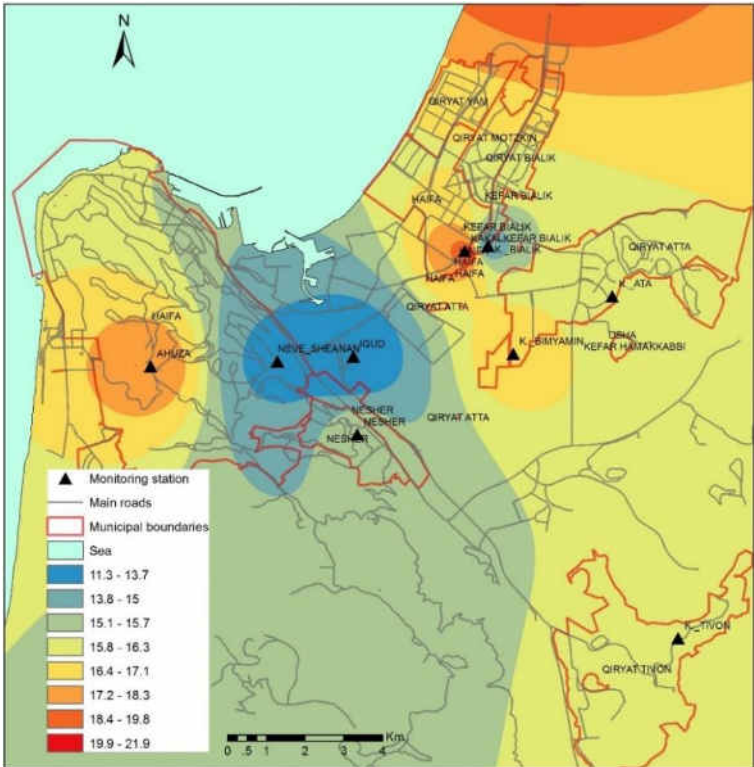 N
QIRYAT YAM
QIRYAT MOTZKIN
QIRYAT BIALIK
HAIFA
KEFAR BIALIK
KEFAR BIALIK
KEFAR BIALIK
QIRYAT ATTA
HAIFA
HAIFA
HAIFA
K_ATA
QIRYAT ATTA
HAIFA
USHA
K_BIMYAMIN
KEFAR HAMAKKABBI
AHUZA
NEVE_SHEANAN
IGUD
NESHER
QIRYAT ATTA
NESHER
NESHER
K_TIVON
QIRYAT TIVON
Monitoring station
Main roads
Municipal boundaries
Sea
11.3 - 13.7
13.8 - 15
15.1 - 15.7
15.8 - 16.3
16.4 - 17.1
17.2 - 18.3
18.4 - 19.8
19.9 - 21.9
Km
0 .5 1 2 3 4